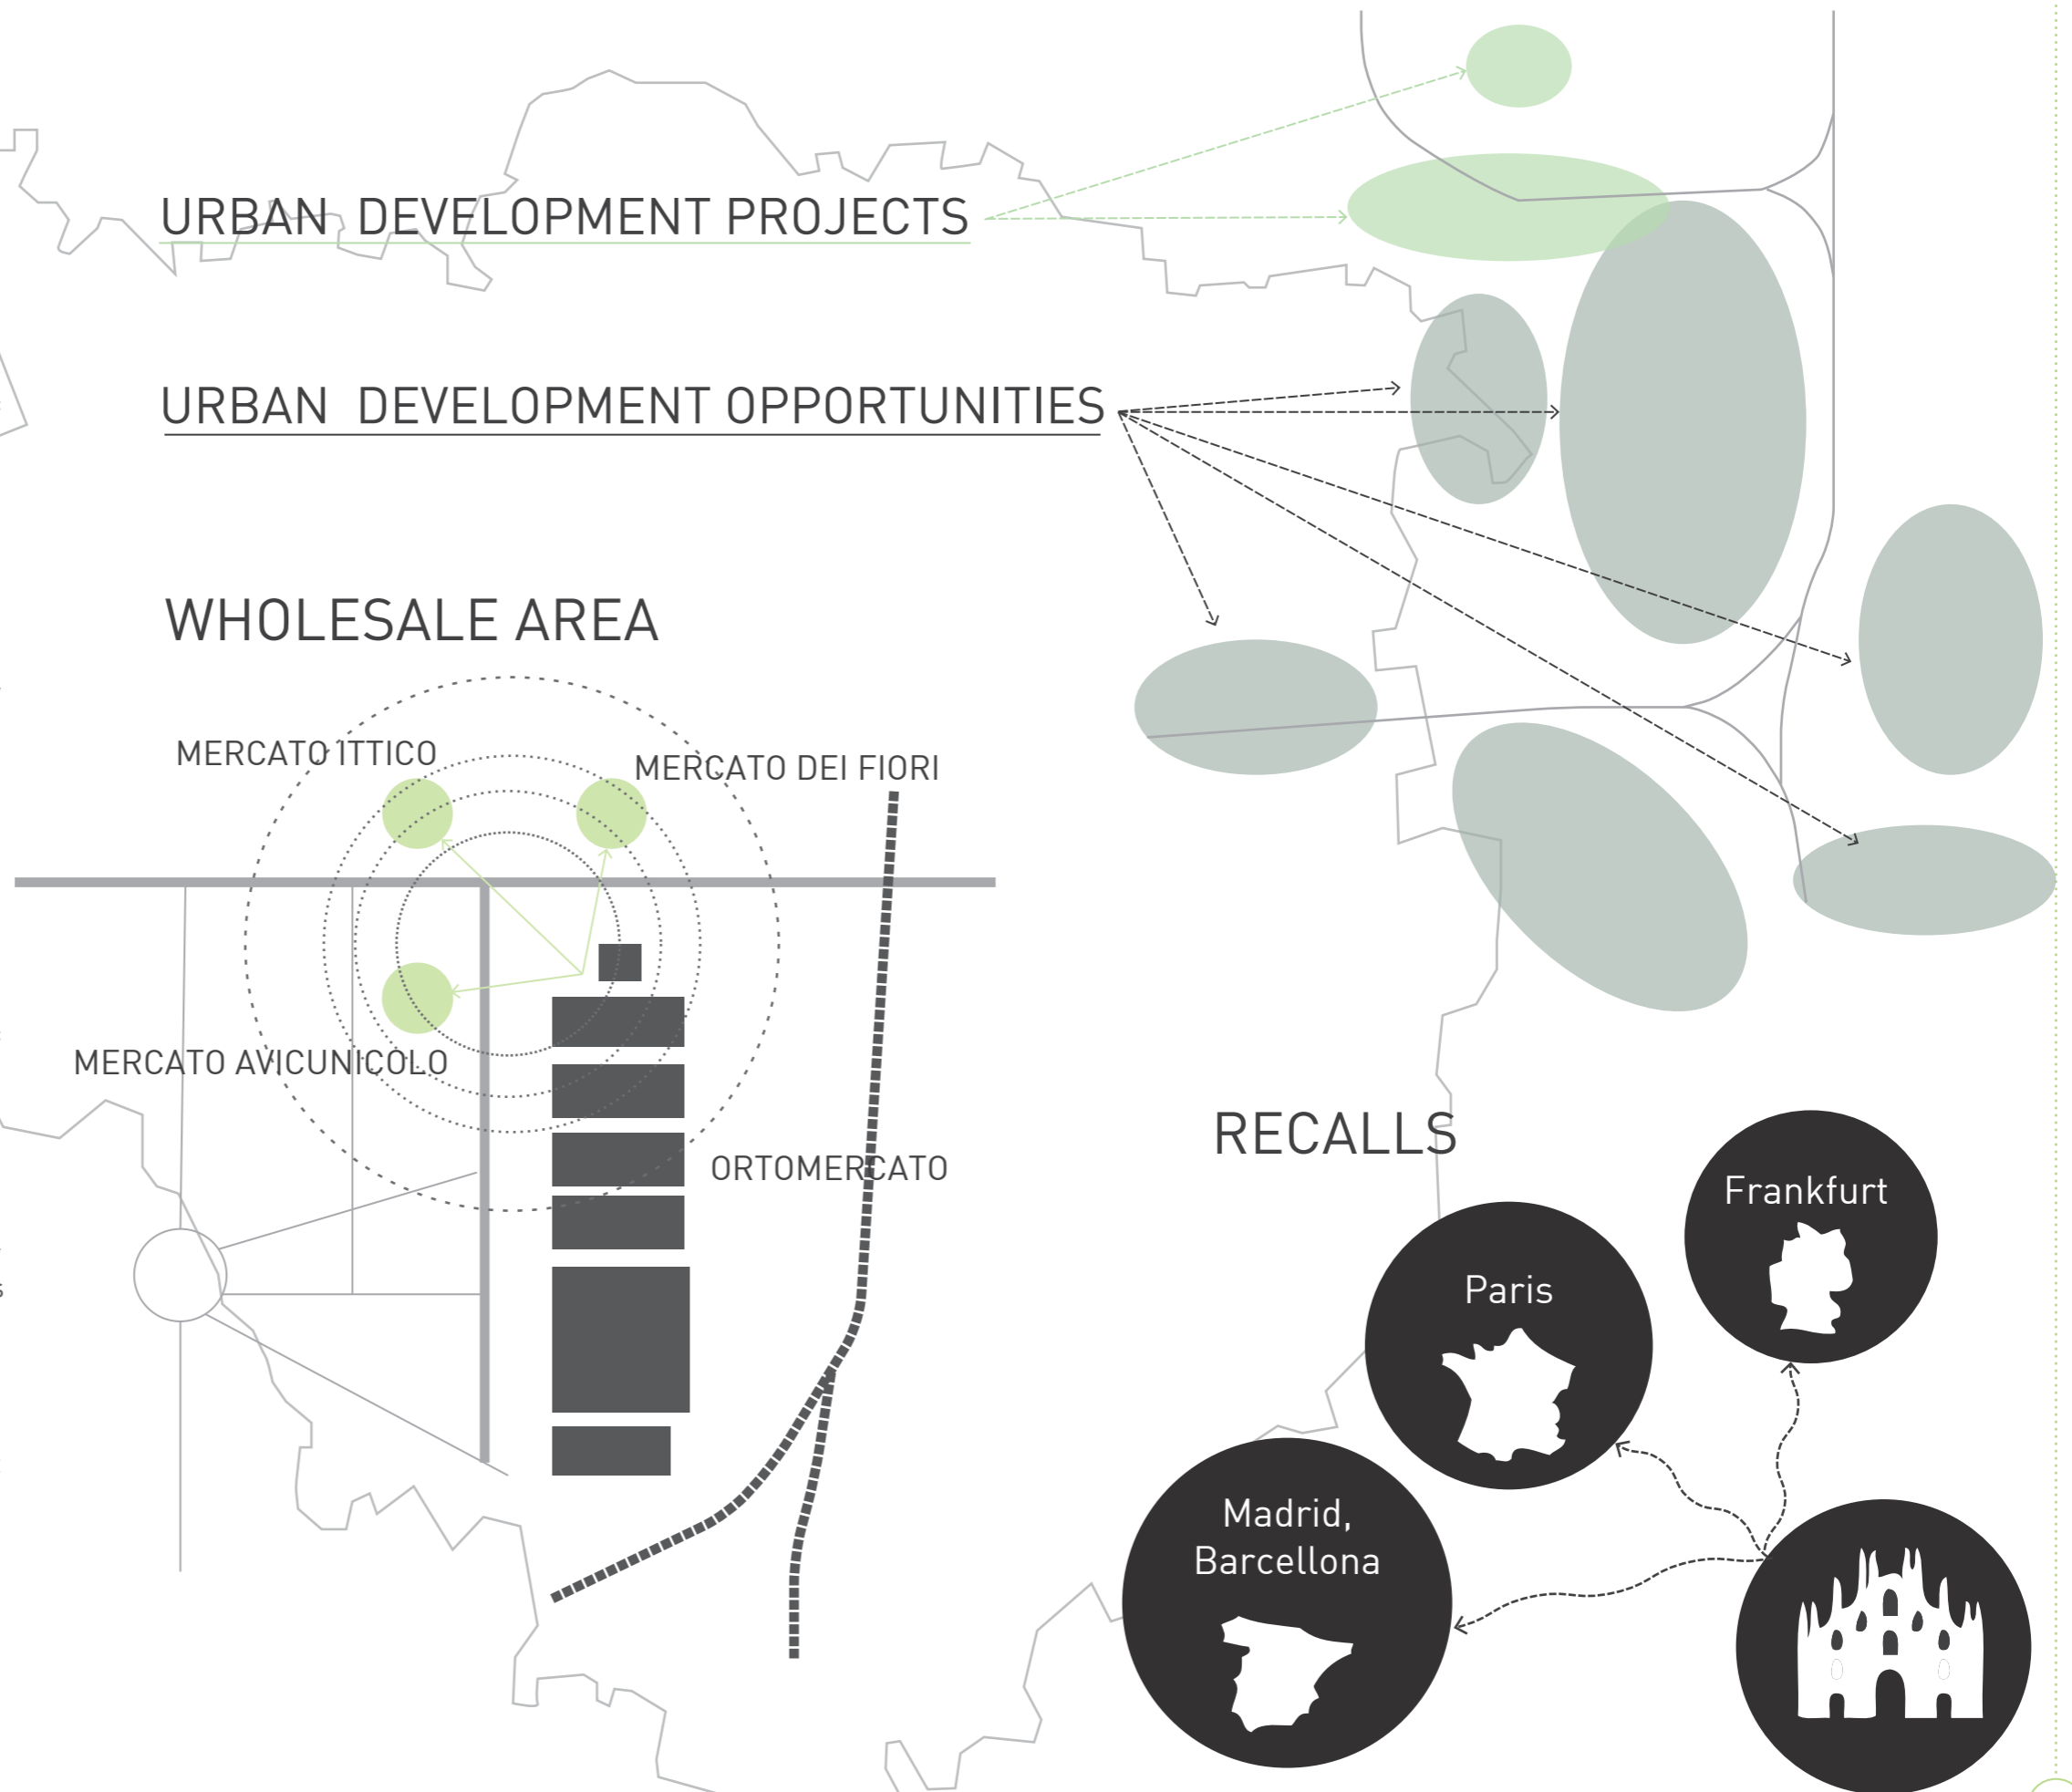 URBAN DEVELOPMENT PROJECTS
URBAN DEVELOPMENT OPPORTUNITIES
WHOLESALE AREA
MERCATO ITTICO
MERCATO DEI FIORI
MERCATO AVICUNICOLO
ORTOMERCATO
RECALLS
Frankfurt
Paris
Madrid,
Barcellona